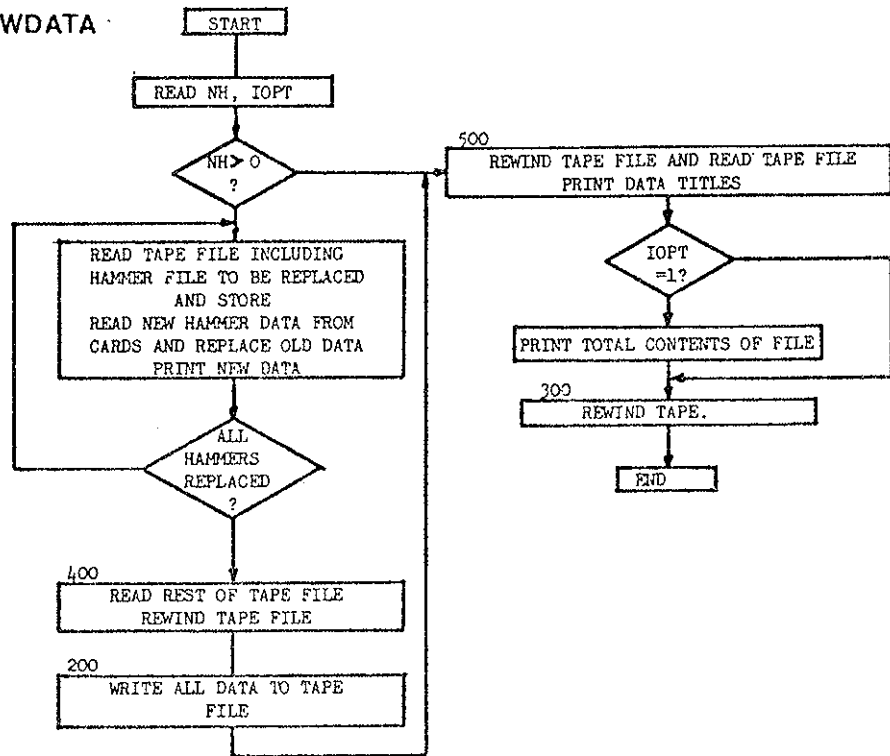 WDATA
START
READ NH, IOPT
NH > 0
?
READ TAPE FILE INCLUDING
HAMMER FILE TO BE REPLACED
AND STORE
READ NEW HAMMER DATA FROM
CARDS AND REPLACE OLD DATA
PRINT NEW DATA
ALL
HAMMERS
REPLACED
?
400
READ REST OF TAPE FILE
REWIND TAPE FILE
200
WRITE ALL DATA TO TAPE
FILE
500
REWIND TAPE FILE AND READ TAPE FILE
PRINT DATA TITLES
IOPT
=1?
PRINT TOTAL CONTENTS OF FILE
300
REWIND TAPE.
END